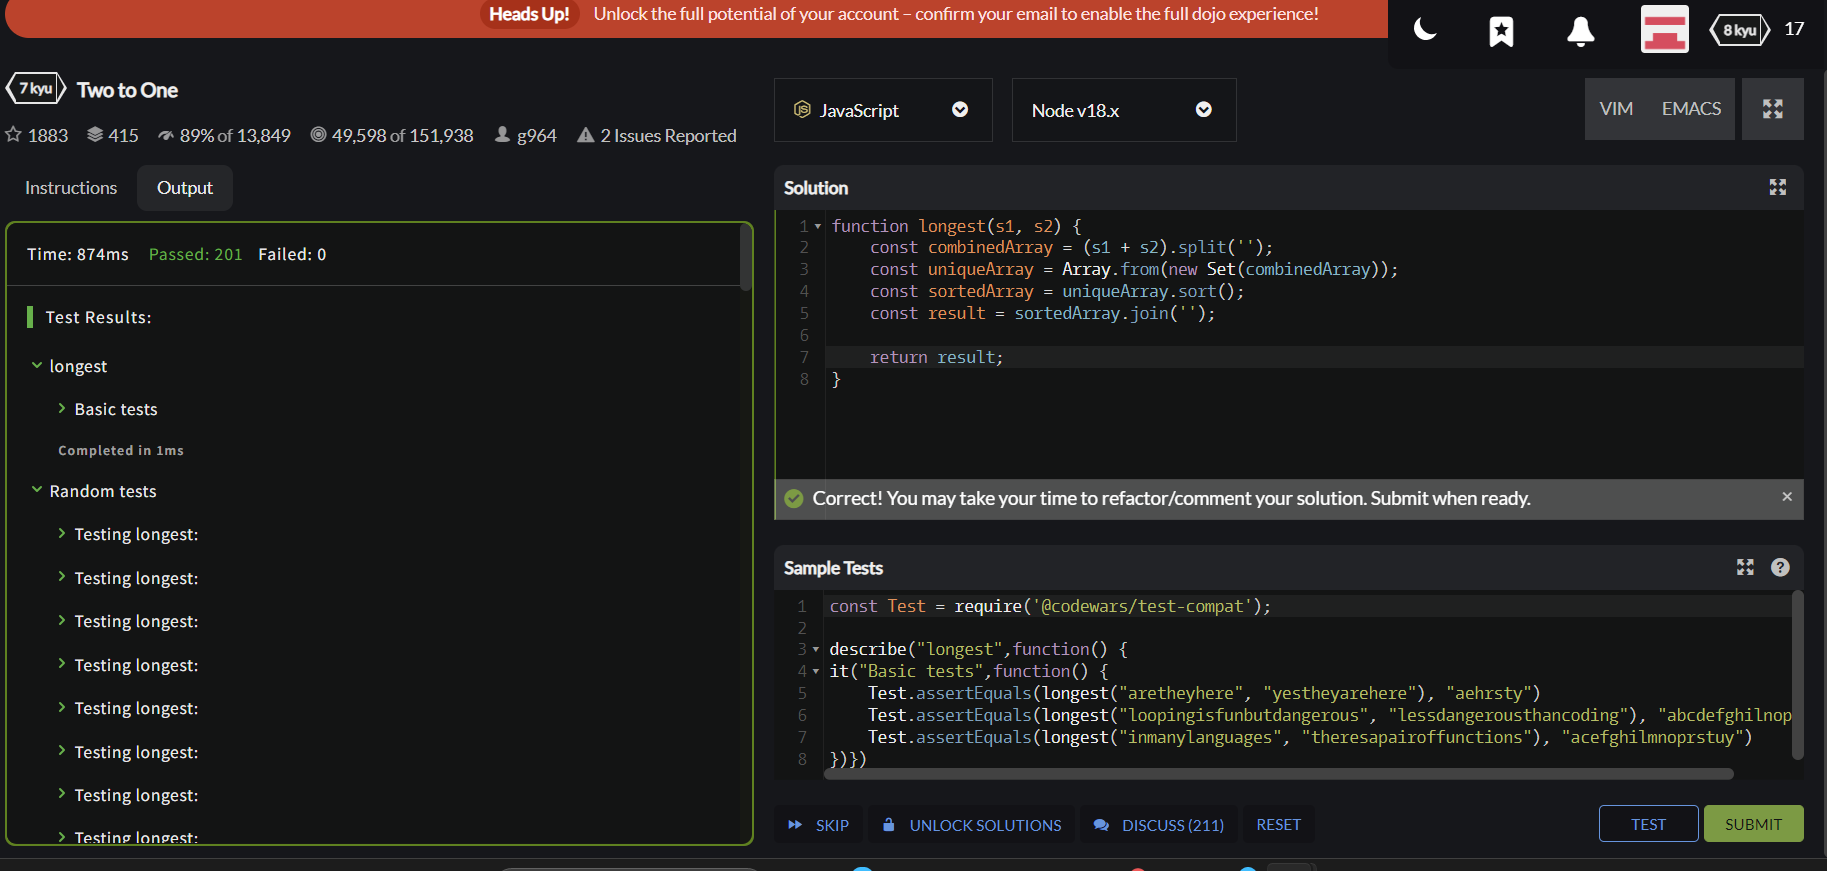 Heads Up! Unlock the full potential of your account – confirm your email to enable the full dojo experience!
8 kyu 17
7 kyu Two to One
1883 415 89% of 13,849 49,598 of 151,938 g964 2 Issues Reported
JavaScript
Node v18.x
VIM EMACS
Instructions Output
Time: 874ms Passed: 201 Failed: 0
Test Results:
longest
Basic tests
Completed in 1ms
Random tests
Testing longest:
Testing longest:
Testing longest:
Testing longest:
Testing longest:
Testing longest:
Testing longest:
Testing longest:
Solution
1 function longest(s1, s2) {
2 const combinedArray = (s1 + s2).split('');
3 const uniqueArray = Array.from(new Set(combinedArray));
4 const sortedArray = uniqueArray.sort();
5 const result = sortedArray.join('');
6
7 return result;
8 }
Correct! You may take your time to refactor/comment your solution. Submit when ready.
Sample Tests
1 const Test = require('@codewars/test-compat');
2
3 describe("longest",function() {
4 it("Basic tests",function() {
5 Test.assertEquals(longest("aretheyhere", "yestheyarehere"), "aehrsty")
6 Test.assertEquals(longest("loopingisfunbutdangerous", "lessdangerousthancoding"), "abcdefghilnop
7 Test.assertEquals(longest("inmanylanguages", "theresapairoffunctions"), "acefghilmnoprstuy")
8 })})
SKIP UNLOCK SOLUTIONS DISCUSS (211) RESET TEST SUBMIT